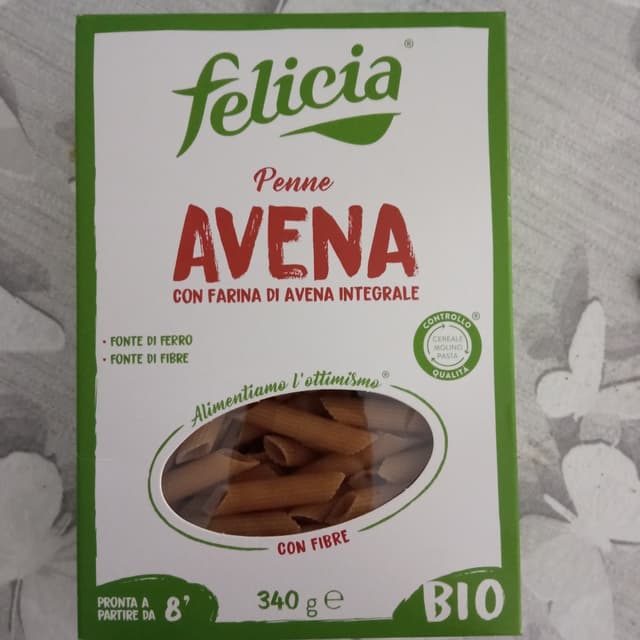 felicia®
Penne
AVENA
CON FARINA DI AVENA INTEGRALE
• FONTE DI FERRO
• FONTE DI FIBRE
CONTROLLO®
CEREALE
MOLINO
PASTA
QUALITÀ
Alimentiamo l'ottimismo®
CON FIBRE
PRONTA A
PARTIRE DA 8'
340 g e
BIO